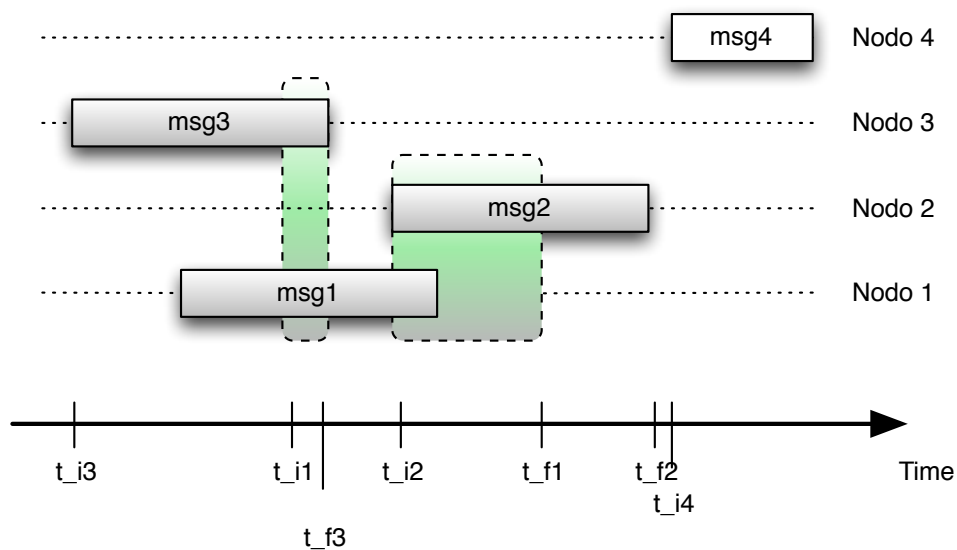 msg4 Nodo 4
msg3 Nodo 3
msg2 Nodo 2
msg1 Nodo 1
t_i3 t_i1 t_i2 t_f1 t_f2 Time
t_i4
t_f3